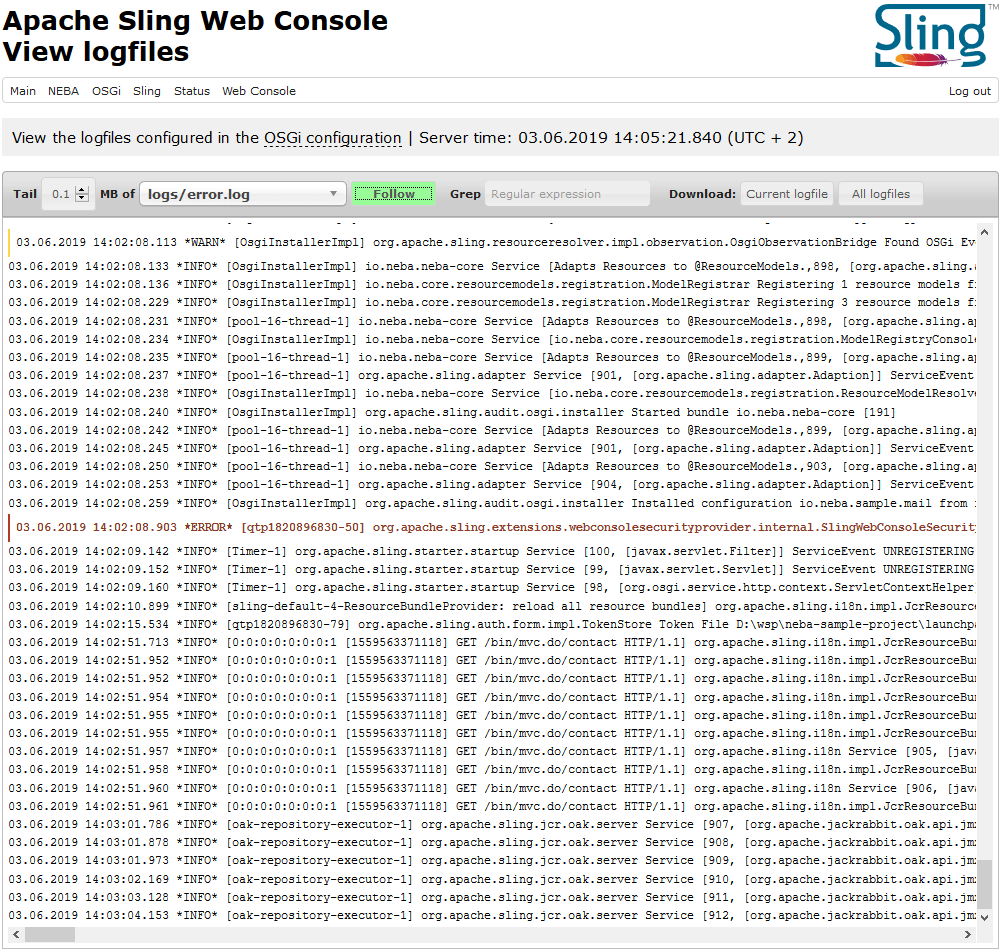 Apache Sling Web Console
View logfiles
Sling TM
Main NEBA OSGi Sling Status Web Console Log out
View the logfiles configured in the OSGi configuration | Server time: 03.06.2019 14:05:21.840 (UTC + 2)
Tail 0.1 MB of logs/error.log Follow Grep Regular expression Download: Current logfile All logfiles
03.06.2019 14:02:08.113 *WARN* [OsgiInstallerImpl] org.apache.sling.resourceresolver.impl.observation.OsgiObservationBridge Found OSGi Eve
03.06.2019 14:02:08.133 *INFO* [OsgiInstallerImpl] io.neba.neba-core Service [Adapts Resources to @ResourceModels.,898, [org.apache.sling.a
03.06.2019 14:02:08.136 *INFO* [OsgiInstallerImpl] io.neba.core.resourcemodels.registration.ModelRegistrar Registering 1 resource models f
03.06.2019 14:02:08.229 *INFO* [OsgiInstallerImpl] io.neba.core.resourcemodels.registration.ModelRegistrar Registering 3 resource models f
03.06.2019 14:02:08.231 *INFO* [pool-16-thread-1] io.neba.neba-core Service [Adapts Resources to @ResourceModels.,898, [org.apache.sling.ap
03.06.2019 14:02:08.234 *INFO* [OsgiInstallerImpl] io.neba.neba-core Service [io.neba.core.resourcemodels.registration.ModelRegistryConsole
03.06.2019 14:02:08.235 *INFO* [pool-16-thread-1] io.neba.neba-core Service [Adapts Resources to @ResourceModels.,899, [org.apache.sling.ap
03.06.2019 14:02:08.237 *INFO* [pool-16-thread-1] org.apache.sling.adapter Service [901, [org.apache.sling.adapter.Adaption]] ServiceEvent
03.06.2019 14:02:08.238 *INFO* [OsgiInstallerImpl] io.neba.neba-core Service [io.neba.core.resourcemodels.registration.ResourceModelResolve
03.06.2019 14:02:08.240 *INFO* [OsgiInstallerImpl] org.apache.sling.audit.osgi.installer Started bundle io.neba.neba-core [191]
03.06.2019 14:02:08.242 *INFO* [pool-16-thread-1] io.neba.neba-core Service [Adapts Resources to @ResourceModels.,899, [org.apache.sling.ap
03.06.2019 14:02:08.245 *INFO* [pool-16-thread-1] org.apache.sling.adapter Service [901, [org.apache.sling.adapter.Adaption]] ServiceEvent
03.06.2019 14:02:08.250 *INFO* [pool-16-thread-1] io.neba.neba-core Service [Adapts Resources to @ResourceModels.,903, [org.apache.sling.ap
03.06.2019 14:02:08.253 *INFO* [pool-16-thread-1] org.apache.sling.adapter Service [904, [org.apache.sling.adapter.Adaption]] ServiceEvent
03.06.2019 14:02:08.259 *INFO* [OsgiInstallerImpl] org.apache.sling.audit.osgi.installer Installed configuration io.neba.sample.mail from
03.06.2019 14:02:08.903 *ERROR* [qtp1820896830-50] org.apache.sling.extensions.webconsolesecurityprovider.internal.SlingWebConsoleSecurity
03.06.2019 14:02:09.142 *INFO* [Timer-1] org.apache.sling.starter.startup Service [100, [javax.servlet.Filter]] ServiceEvent UNREGISTERING
03.06.2019 14:02:09.152 *INFO* [Timer-1] org.apache.sling.starter.startup Service [99, [javax.servlet.Servlet]] ServiceEvent UNREGISTERING
03.06.2019 14:02:09.160 *INFO* [Timer-1] org.apache.sling.starter.startup Service [98, [org.osgi.service.http.context.ServletContextHelper
03.06.2019 14:02:10.899 *INFO* [sling-default-4-ResourceBundleProvider: reload all resource bundles] org.apache.sling.i18n.impl.JcrResource
03.06.2019 14:02:15.534 *INFO* [qtp1820896830-79] org.apache.sling.auth.form.impl.TokenStore Token File D:\wsp\neba-sample-project\launchpa
03.06.2019 14:02:51.713 *INFO* [0:0:0:0:0:0:0:1 [1559563371118] GET /bin/mvc.do/contact HTTP/1.1] org.apache.sling.i18n.impl.JcrResourceBun
03.06.2019 14:02:51.952 *INFO* [0:0:0:0:0:0:0:1 [1559563371118] GET /bin/mvc.do/contact HTTP/1.1] org.apache.sling.i18n.impl.JcrResourceBun
03.06.2019 14:02:51.952 *INFO* [0:0:0:0:0:0:0:1 [1559563371118] GET /bin/mvc.do/contact HTTP/1.1] org.apache.sling.i18n.impl.JcrResourceBun
03.06.2019 14:02:51.954 *INFO* [0:0:0:0:0:0:0:1 [1559563371118] GET /bin/mvc.do/contact HTTP/1.1] org.apache.sling.i18n.impl.JcrResourceBun
03.06.2019 14:02:51.955 *INFO* [0:0:0:0:0:0:0:1 [1559563371118] GET /bin/mvc.do/contact HTTP/1.1] org.apache.sling.i18n.impl.JcrResourceBun
03.06.2019 14:02:51.955 *INFO* [0:0:0:0:0:0:0:1 [1559563371118] GET /bin/mvc.do/contact HTTP/1.1] org.apache.sling.i18n.impl.JcrResourceBun
03.06.2019 14:02:51.957 *INFO* [0:0:0:0:0:0:0:1 [1559563371118] GET /bin/mvc.do/contact HTTP/1.1] org.apache.sling.i18n Service [905, [java
03.06.2019 14:02:51.958 *INFO* [0:0:0:0:0:0:0:1 [1559563371118] GET /bin/mvc.do/contact HTTP/1.1] org.apache.sling.i18n.impl.JcrResourceBun
03.06.2019 14:02:51.960 *INFO* [0:0:0:0:0:0:0:1 [1559563371118] GET /bin/mvc.do/contact HTTP/1.1] org.apache.sling.i18n Service [906, [java
03.06.2019 14:02:51.961 *INFO* [0:0:0:0:0:0:0:1 [1559563371118] GET /bin/mvc.do/contact HTTP/1.1] org.apache.sling.i18n.impl.JcrResourceBun
03.06.2019 14:03:01.786 *INFO* [oak-repository-executor-1] org.apache.sling.jcr.oak.server Service [907, [org.apache.jackrabbit.oak.api.jmx
03.06.2019 14:03:01.878 *INFO* [oak-repository-executor-1] org.apache.sling.jcr.oak.server Service [908, [org.apache.jackrabbit.oak.api.jmx
03.06.2019 14:03:01.973 *INFO* [oak-repository-executor-1] org.apache.sling.jcr.oak.server Service [909, [org.apache.jackrabbit.oak.api.jmx
03.06.2019 14:03:02.169 *INFO* [oak-repository-executor-1] org.apache.sling.jcr.oak.server Service [910, [org.apache.jackrabbit.oak.api.jmx
03.06.2019 14:03:03.128 *INFO* [oak-repository-executor-1] org.apache.sling.jcr.oak.server Service [911, [org.apache.jackrabbit.oak.api.jmx
03.06.2019 14:03:04.153 *INFO* [oak-repository-executor-1] org.apache.sling.jcr.oak.server Service [912, [org.apache.jackrabbit.oak.api.jmx